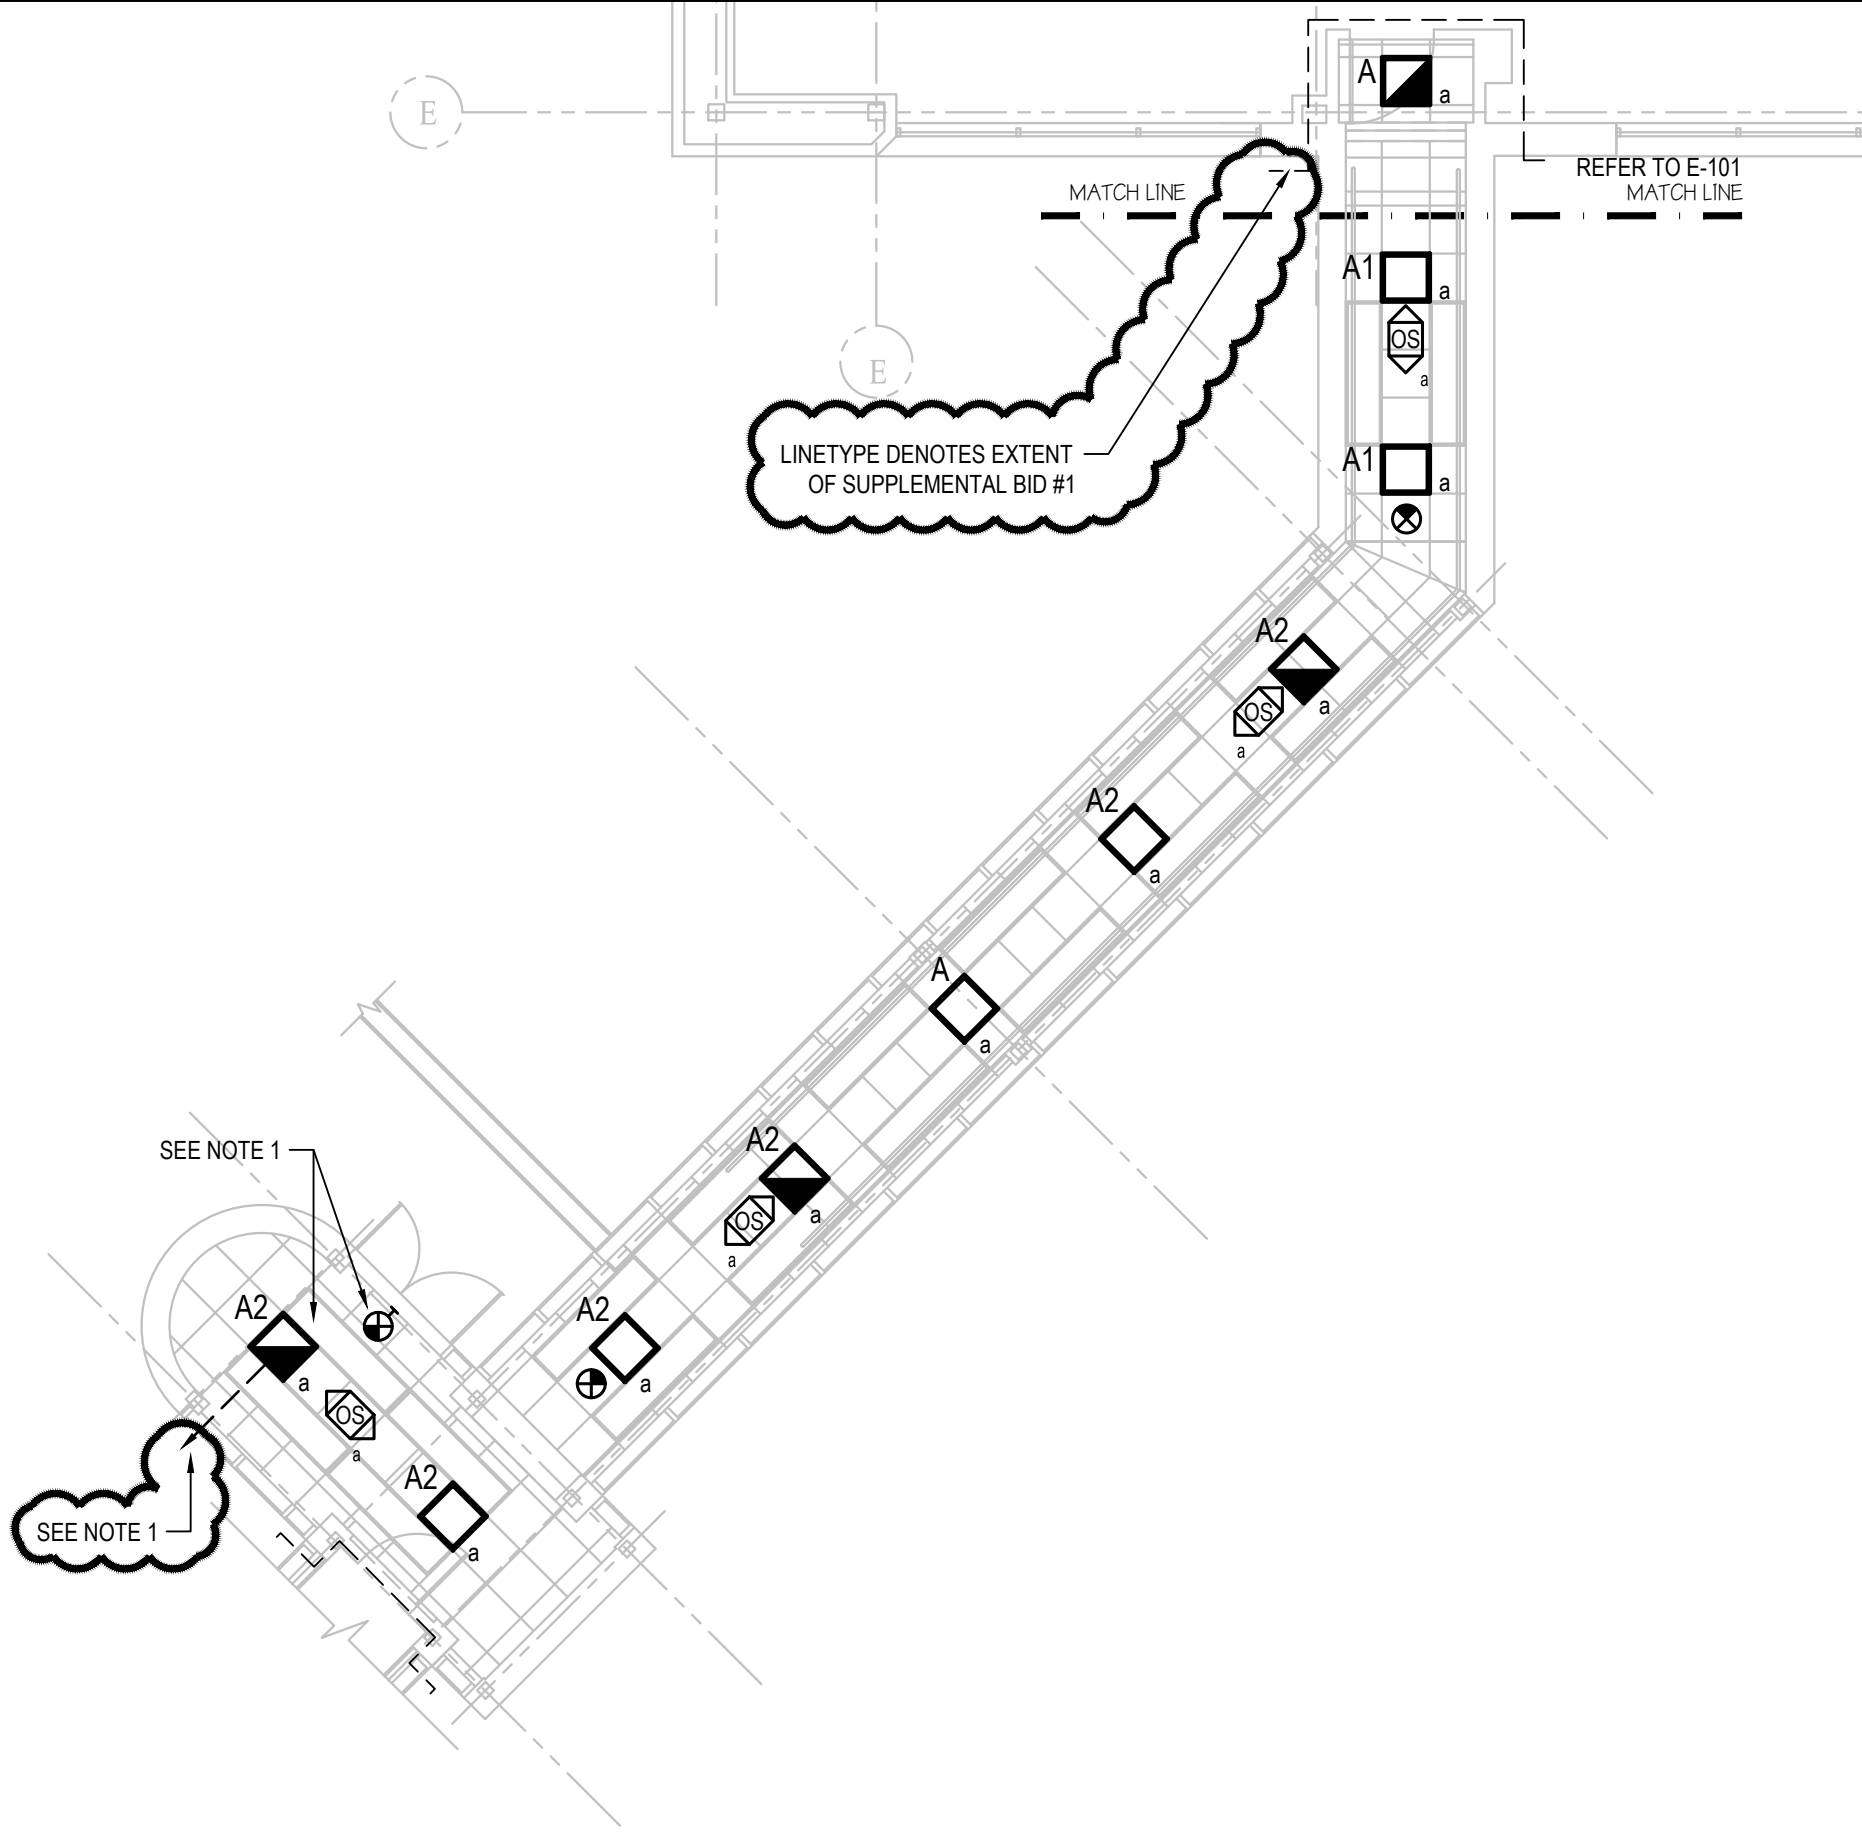 E
A
a
REFER TO E-101
MATCH LINE
MATCH LINE
A1
a
OS
a
E
LINETYPE DENOTES EXTENT
OF SUPPLEMENTAL BID #1
A1
a
A2
a
OS
a
A2
a
A
a
A2
a
OS
a
SEE NOTE 1
A2
a
A2
a
OS
a
A2
a
SEE NOTE 1